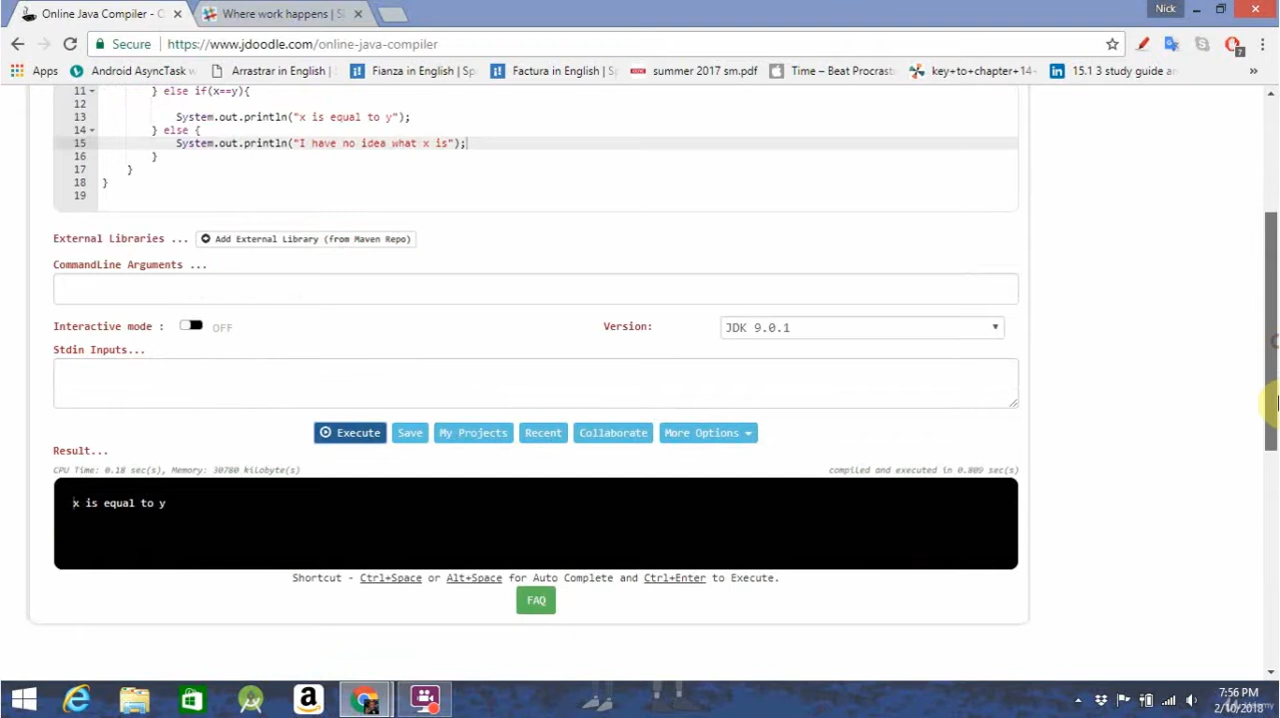 Online Java Compiler - C
Where work happens | Sl
Nick
Secure
https://www.jdoodle.com/online-java-compiler
7
Apps
Android AsyncTask w
Arrastrar in English |
Fianza in English | Sp
Factura in English | Sp
summer 2017 sm.pdf
Time – Beat Procrast
key+to+chapter+14+
15.1 3 study guide an
»
11 } else if(x==y){
12
13 System.out.println("x is equal to y");
14 } else {
15 System.out.println("I have no idea what x is");
16 }
17 }
18 }
19
External Libraries ... Add External Library (from Maven Repo)
CommandLine Arguments ...
Interactive mode : OFF
Version: JDK 9.0.1
Stdin Inputs...
Execute Save My Projects Recent Collaborate More Options
Result...
CPU Time: 0.18 sec(s), Memory: 30780 kilobyte(s) compiled and executed in 0.809 sec(s)
x is equal to y
Shortcut - Ctrl+Space or Alt+Space for Auto Complete and Ctrl+Enter to Execute.
FAQ
7:56 PM
2/10/2018